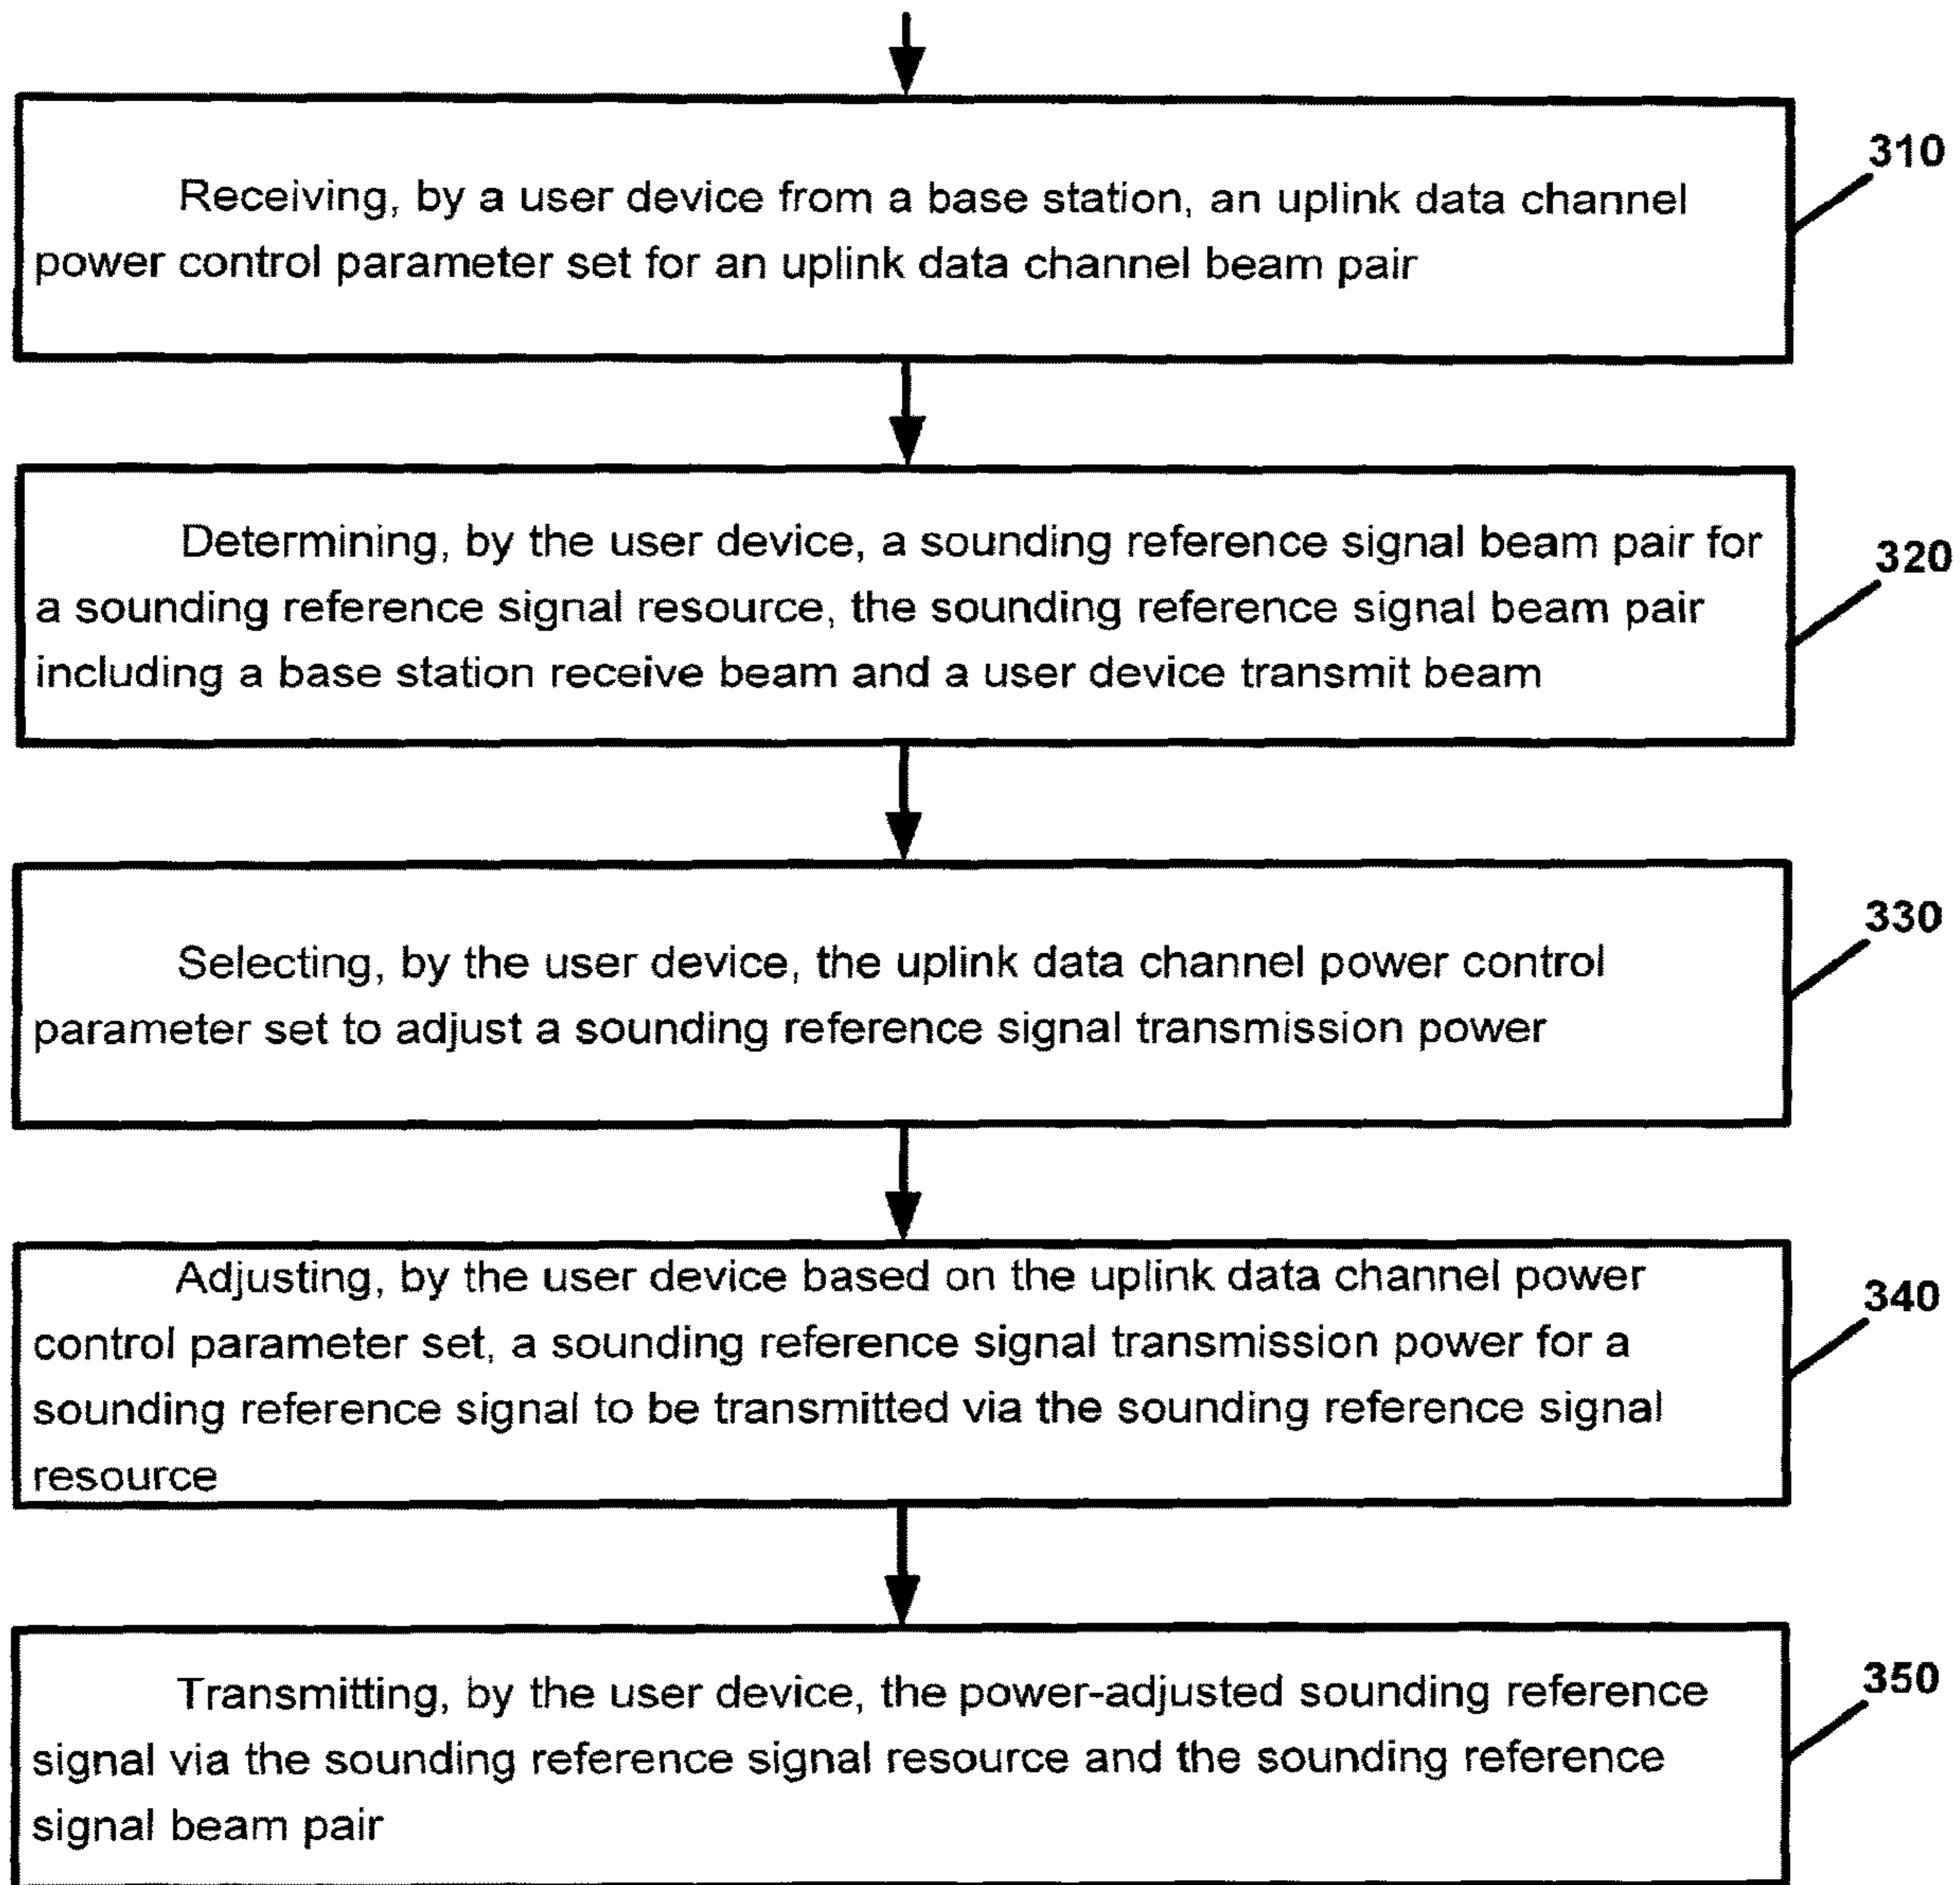 Receiving, by a user device from a base station, an uplink data channel
power control parameter set for an uplink data channel beam pair
310
Determining, by the user device, a sounding reference signal beam pair for
a sounding reference signal resource, the sounding reference signal beam pair
including a base station receive beam and a user device transmit beam
320
Selecting, by the user device, the uplink data channel power control
parameter set to adjust a sounding reference signal transmission power
330
Adjusting, by the user device based on the uplink data channel power
control parameter set, a sounding reference signal transmission power for a
sounding reference signal to be transmitted via the sounding reference signal
resource
340
Transmitting, by the user device, the power-adjusted sounding reference
signal via the sounding reference signal resource and the sounding reference
signal beam pair
350